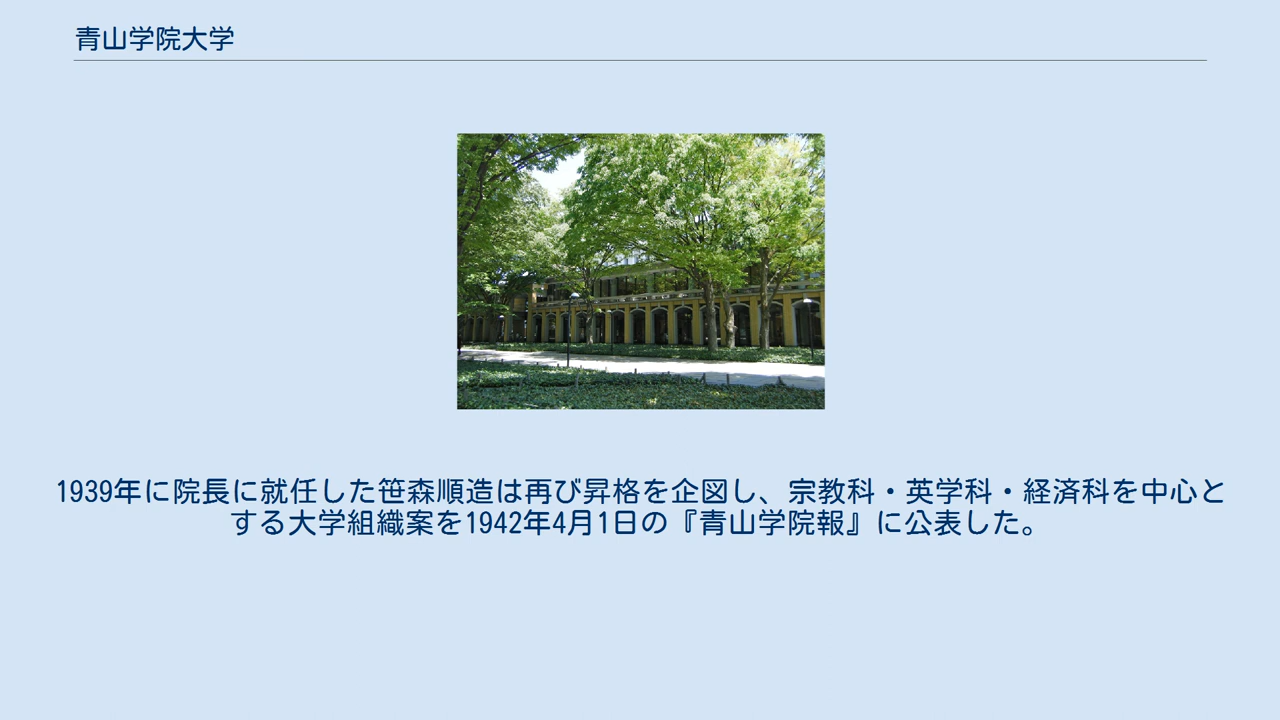 青山学院大学
1939年に院長に就任した笹森順造は再び昇格を企図し、宗教科・英学科・経済科を中心と
する大学組織案を1942年4月1日の『青山学院報』に公表した。